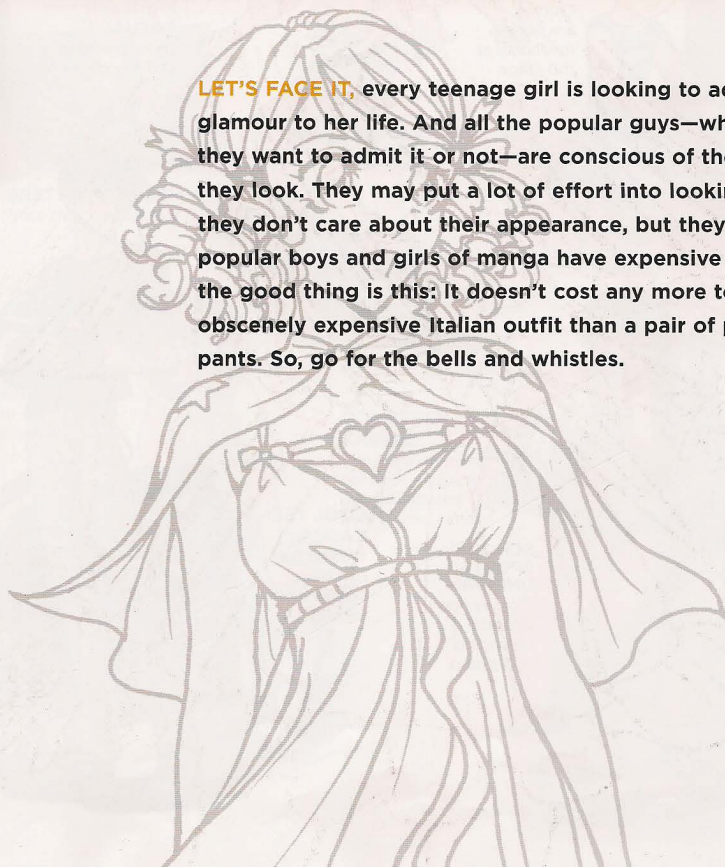 LET'S FACE IT, every teenage girl is looking to
glamour to her life. And all the popular guys—
they want to admit it or not—are conscious of
they look. They may put a lot of effort into
they don't care about their appearance, but they
popular boys and girls of manga have expensive
the good thing is this: It doesn't cost any more
obscenely expensive Italian outfit than a pair of
pants. So, go for the bells and whistles.